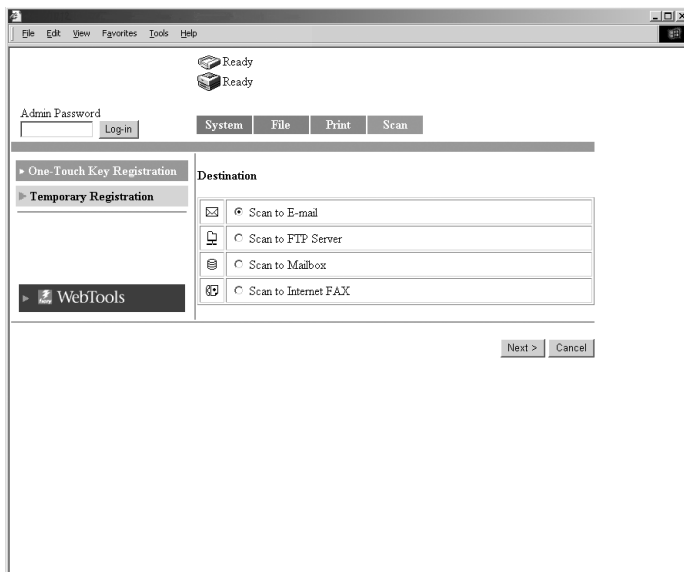 File Edit View Favorites Tools Help
Ready
Ready
Admin Password
Log-in
System File Print Scan
One-Touch Key Registration
Temporary Registration
Destination
Scan to E-mail
Scan to FTP Server
Scan to Mailbox
Scan to Internet FAX
WebTools
Next > Cancel